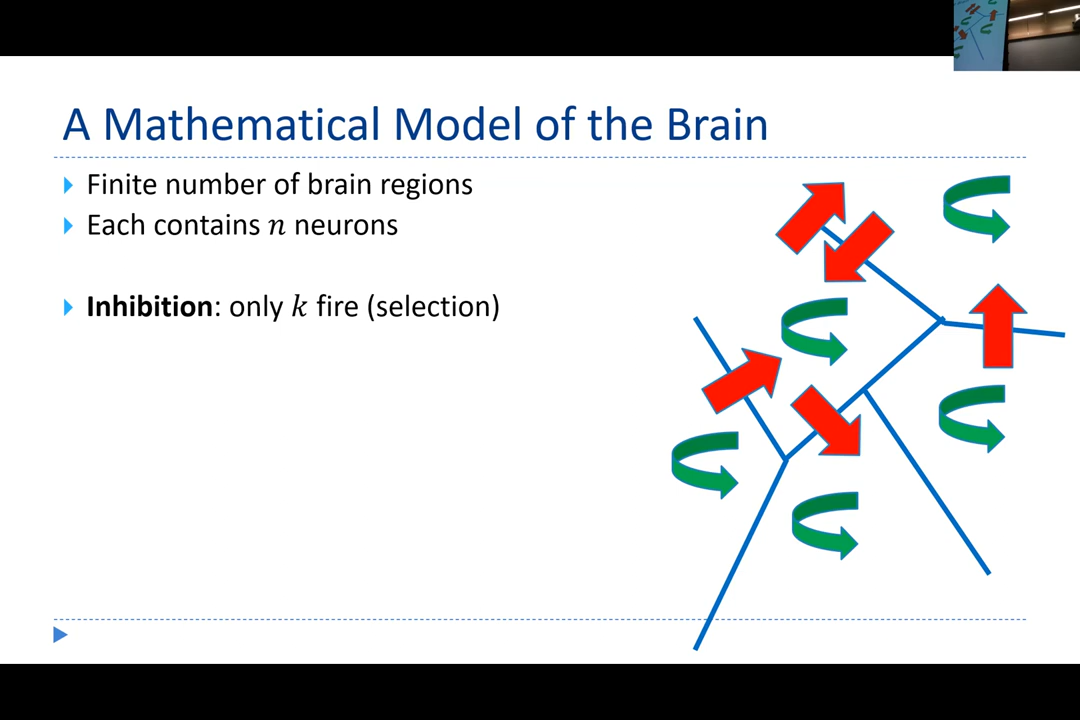 A Mathematical Model of the Brain
Finite number of brain regions
Each contains n neurons
Inhibition: only k fire (selection)